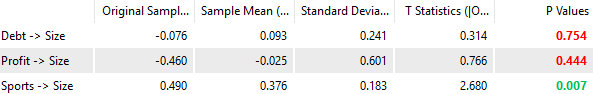 Original Sampl... Sample Mean (... Standard Devia... T Statistics (|O... P Values
Debt -> Size -0.076 0.093 0.241 0.314 0.754
Profit -> Size -0.460 -0.025 0.601 0.766 0.444
Sports -> Size 0.490 0.376 0.183 2.680 0.007